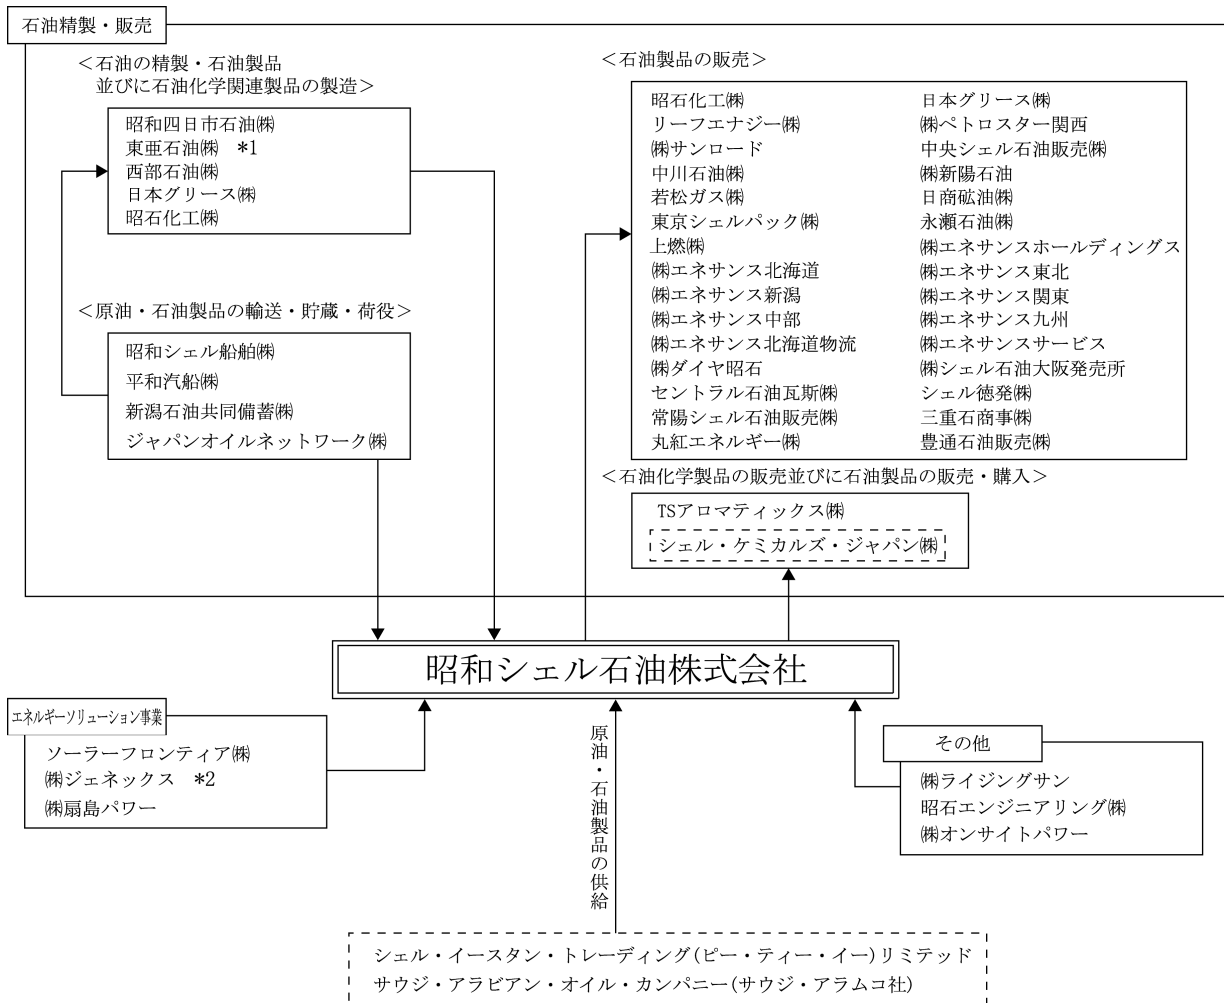 石油精製・販売
＜石油の精製・石油製品
並びに石油化学関連製品の製造＞
昭和四日市石油㈱
東亜石油㈱　*1
西部石油㈱
日本グリース㈱
昭石化工㈱
＜原油・石油製品の輸送・貯蔵・荷役＞
昭和シェル船舶㈱
平和汽船㈱
新潟石油共同備蓄㈱
ジャパンオイルネットワーク㈱
＜石油製品の販売＞
昭石化工㈱
リーフエナジー㈱
㈱サンロード
中川石油㈱
若松ガス㈱
東京シェルパック㈱
上燃㈱
㈱エネサンス北海道
㈱エネサンス新潟
㈱エネサンス中部
㈱エネサンス北海道物流
㈱ダイヤ昭石
セントラル石油瓦斯㈱
常陽シェル石油販売㈱
丸紅エネルギー㈱
日本グリース㈱
㈱ペトロスター関西
中央シェル石油販売㈱
㈱新陽石油
日商砿油㈱
永瀬石油㈱
㈱エネサンスホールディングス
㈱エネサンス東北
㈱エネサンス関東
㈱エネサンス九州
㈱エネサンスサービス
㈱シェル石油大阪発売所
シェル徳発㈱
三重石商事㈱
豊通石油販売㈱
＜石油化学製品の販売並びに石油製品の販売・購入＞
TSアロマティックス㈱
シェル・ケミカルズ・ジャパン㈱
昭和シェル石油株式会社
エネルギーソリューション事業
ソーラーフロンティア㈱
㈱ジェネックス　*2
㈱扇島パワー
原油・石油製品の供給
その他
㈱ライジングサン
昭石エンジニアリング㈱
㈱オンサイトパワー
シェル・イースタン・トレーディング(ピー・ティー・イー)リミテッド
サウジ・アラビアン・オイル・カンパニー(サウジ・アラムコ社)